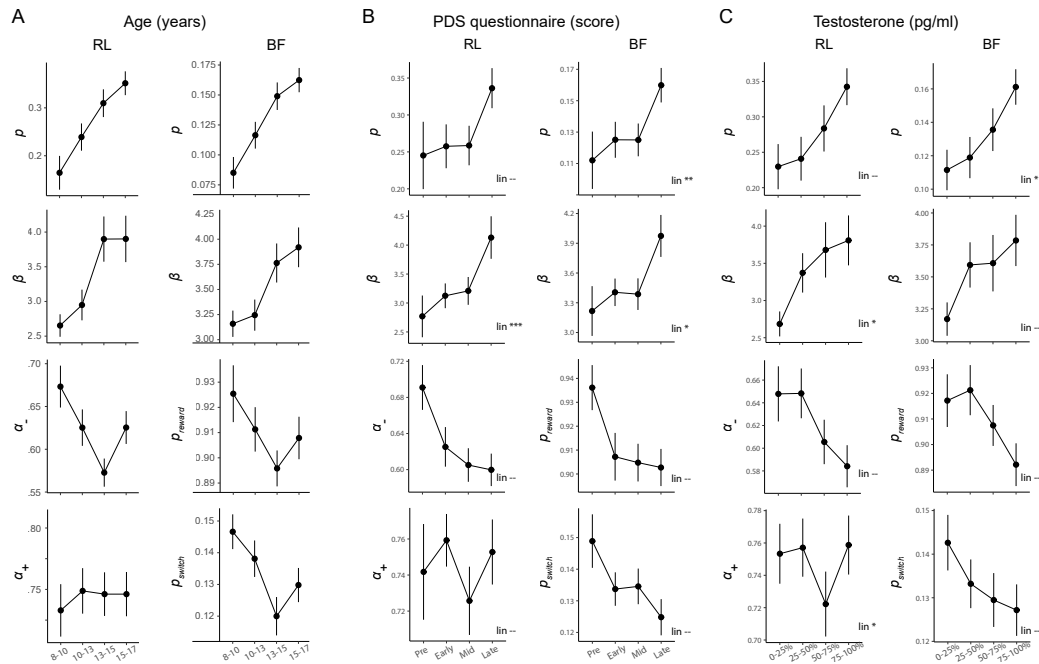 A Age (years) B PDS questionnaire (score) C Testosterone (pg/ml)
RL BF RL BF RL BF
p
0.3
0.2
p
0.175
0.150
0.125
0.100
0.075
p
0.35
0.30
0.25
0.20
lin --
p
0.17
0.15
0.13
0.11
lin **
p
0.35
0.30
0.25
0.20
lin --
p
0.16
0.14
0.12
0.10
lin *
β
4.0
3.5
3.0
2.5
β
4.25
4.00
3.75
3.50
3.25
3.00
β
4.5
4.0
3.5
3.0
2.5
lin ***
β
4.2
3.9
3.6
3.3
3.0
lin *
β
4.0
3.5
3.0
2.5
lin *
β
4.00
3.75
3.50
3.25
3.00
lin --
α-
.70
.65
.60
.55
preward
0.93
0.92
0.91
0.90
0.89
α-
0.72
0.68
0.64
0.60
lin --
preward
0.94
0.93
0.92
0.91
0.90
lin --
α-
0.66
0.64
0.62
0.60
0.58
lin --
preward
0.93
0.92
0.91
0.90
0.89
lin --
α+
.80
.75
8-10 10-13 13-15 15-17
pswitch
0.15
0.14
0.13
0.12
8-10 10-13 13-15 15-17
α+
0.76
0.74
0.72
lin --
Pre Early Mid Late
pswitch
0.16
0.15
0.14
0.13
0.12
lin --
Pre Early Mid Late
α+
0.78
0.76
0.74
0.72
0.70
lin *
0-25% 25-50% 50-75% 75-100%
pswitch
0.15
0.14
0.13
0.12
lin --
0-25% 25-50% 50-75% 75-100%